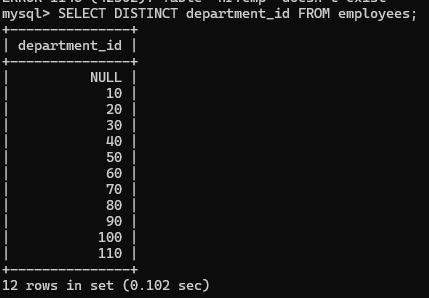 mysql> SELECT DISTINCT department_id FROM employees;
+---------------+
| department_id |
+---------------+
|          NULL |
|            10 |
|            20 |
|            30 |
|            40 |
|            50 |
|            60 |
|            70 |
|            80 |
|            90 |
|           100 |
|           110 |
+---------------+
12 rows in set (0.102 sec)